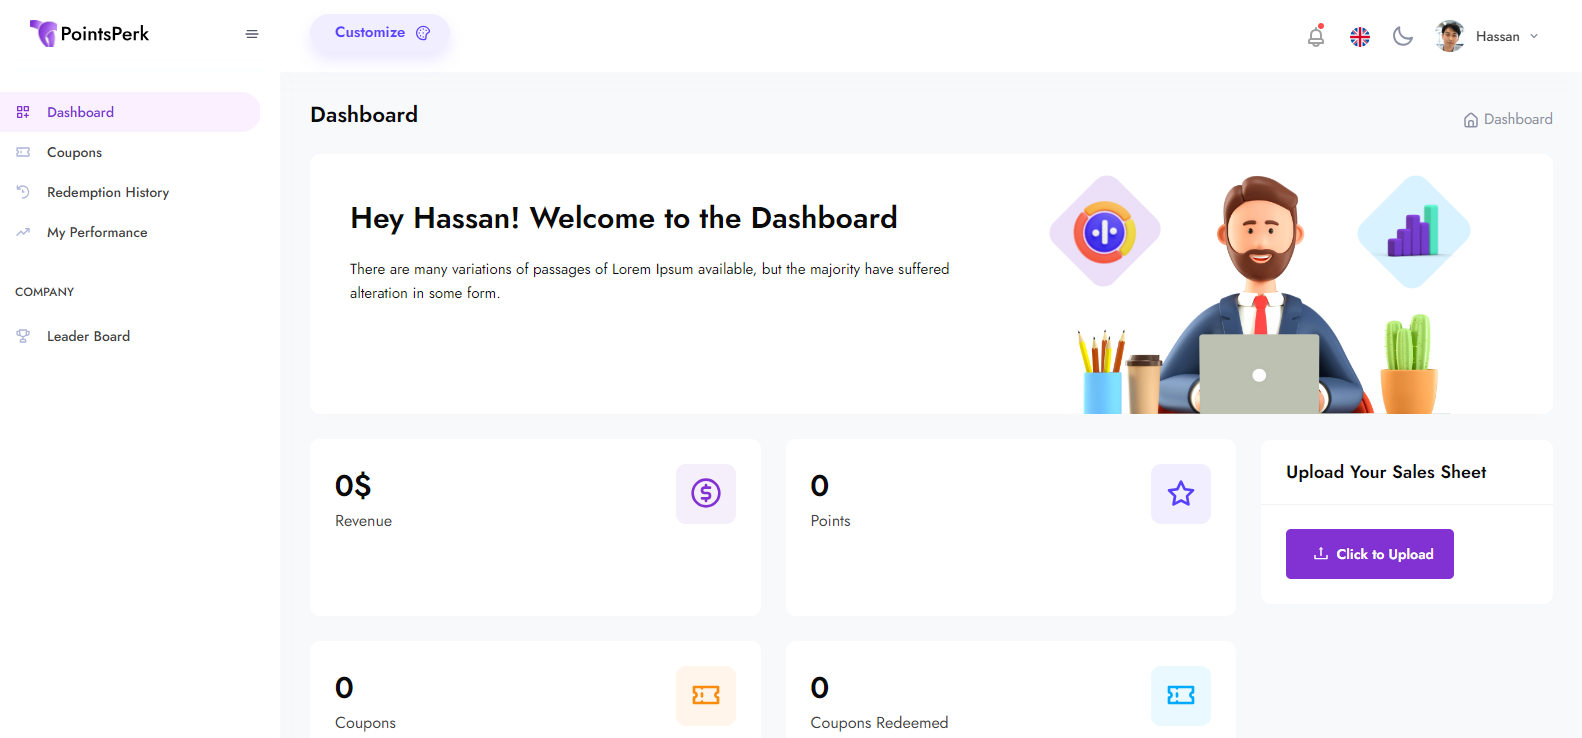 PointsPerk
Customize
Hassan
Dashboard
Coupons
Redemption History
My Performance
COMPANY
Leader Board
Dashboard
Dashboard
Hey Hassan! Welcome to the Dashboard
There are many variations of passages of Lorem Ipsum available, but the majority have suffered
alteration in some form.
0$
Revenue
0
Points
Upload Your Sales Sheet
Click to Upload
0
Coupons
0
Coupons Redeemed